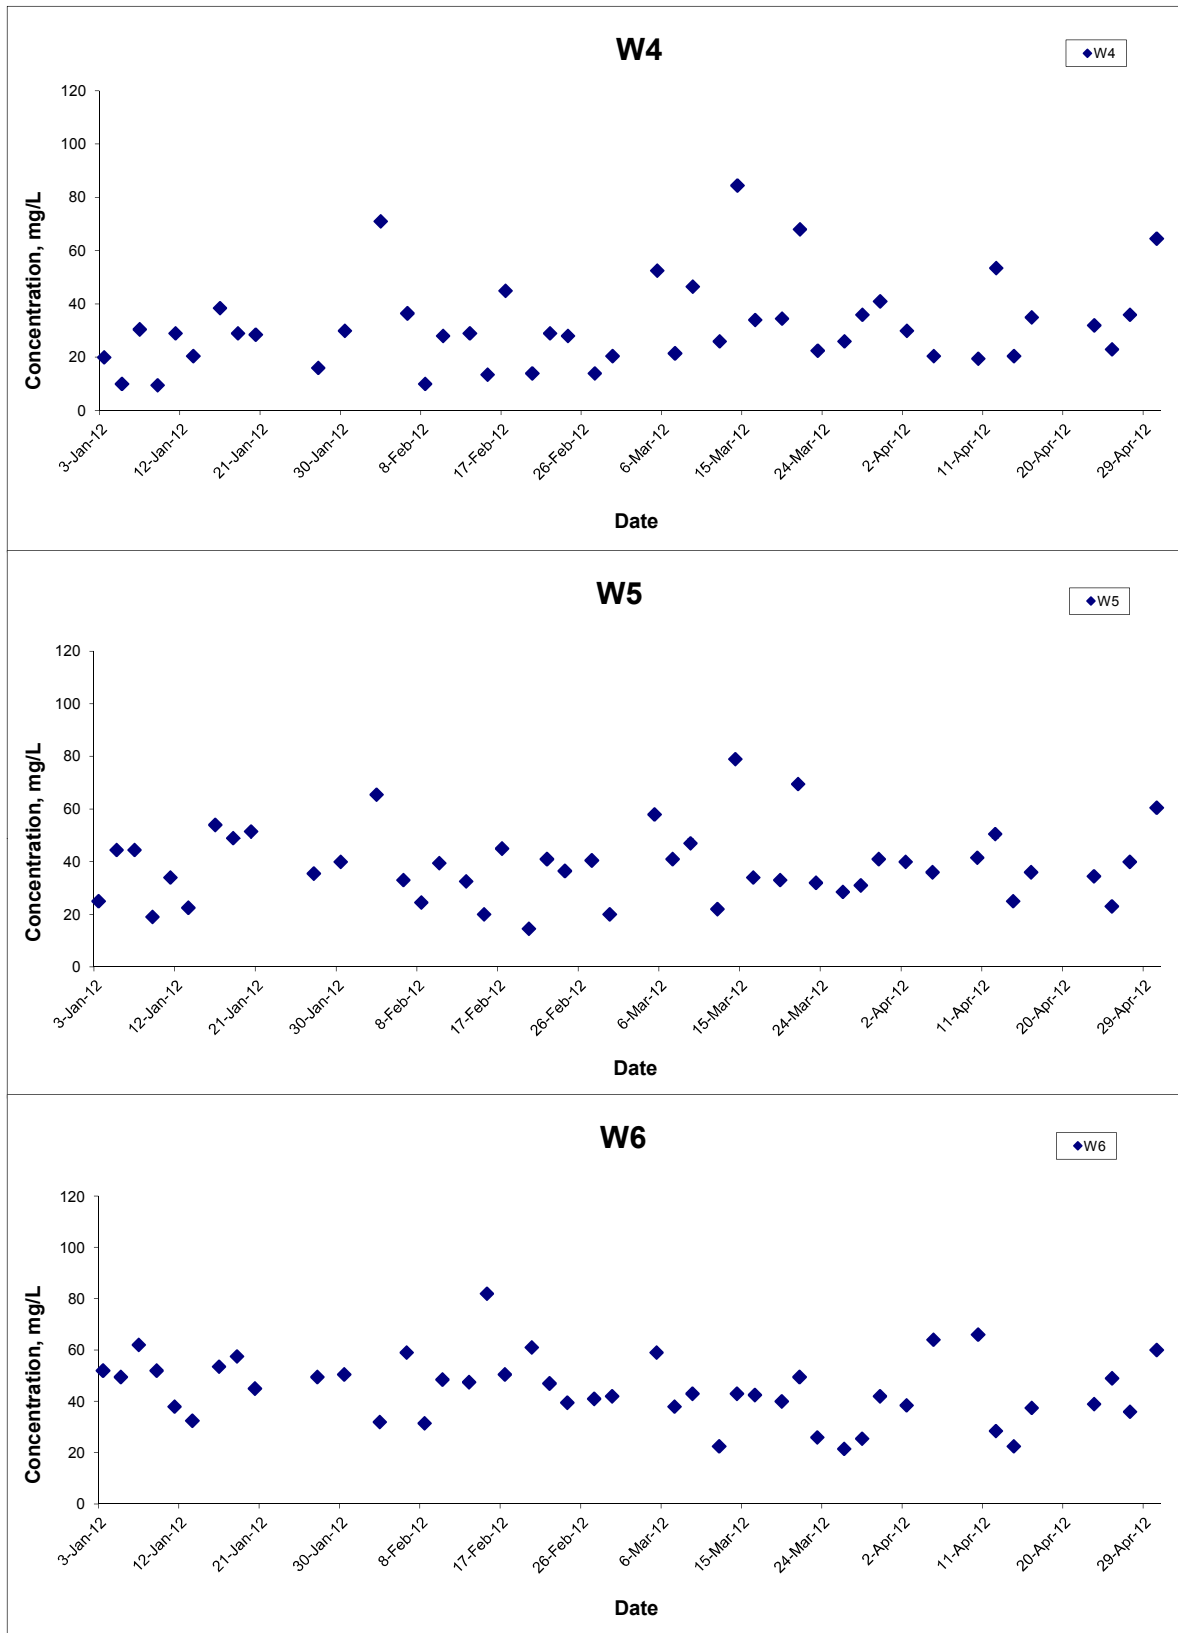 W4
W4
120
100
80
60
40
20
0
Concentration, mg/L
3-Jan-12
12-Jan-12
21-Jan-12
30-Jan-12
8-Feb-12
17-Feb-12
26-Feb-12
6-Mar-12
15-Mar-12
24-Mar-12
2-Apr-12
11-Apr-12
20-Apr-12
29-Apr-12
Date
W5
W5
120
100
80
60
40
20
0
Concentration, mg/L
3-Jan-12
12-Jan-12
21-Jan-12
30-Jan-12
8-Feb-12
17-Feb-12
26-Feb-12
6-Mar-12
15-Mar-12
24-Mar-12
2-Apr-12
11-Apr-12
20-Apr-12
29-Apr-12
Date
W6
W6
120
100
80
60
40
20
0
Concentration, mg/L
3-Jan-12
12-Jan-12
21-Jan-12
30-Jan-12
8-Feb-12
17-Feb-12
26-Feb-12
6-Mar-12
15-Mar-12
24-Mar-12
2-Apr-12
11-Apr-12
20-Apr-12
29-Apr-12
Date